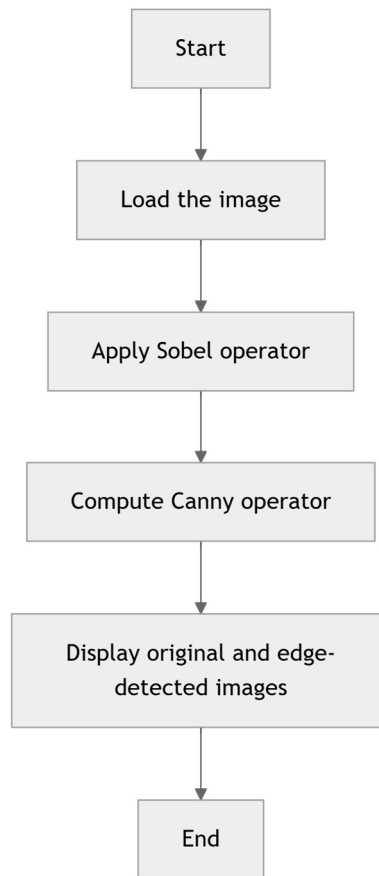 Start
Load the image
Apply Sobel operator
Compute Canny operator
Display original and edge-
detected images
End